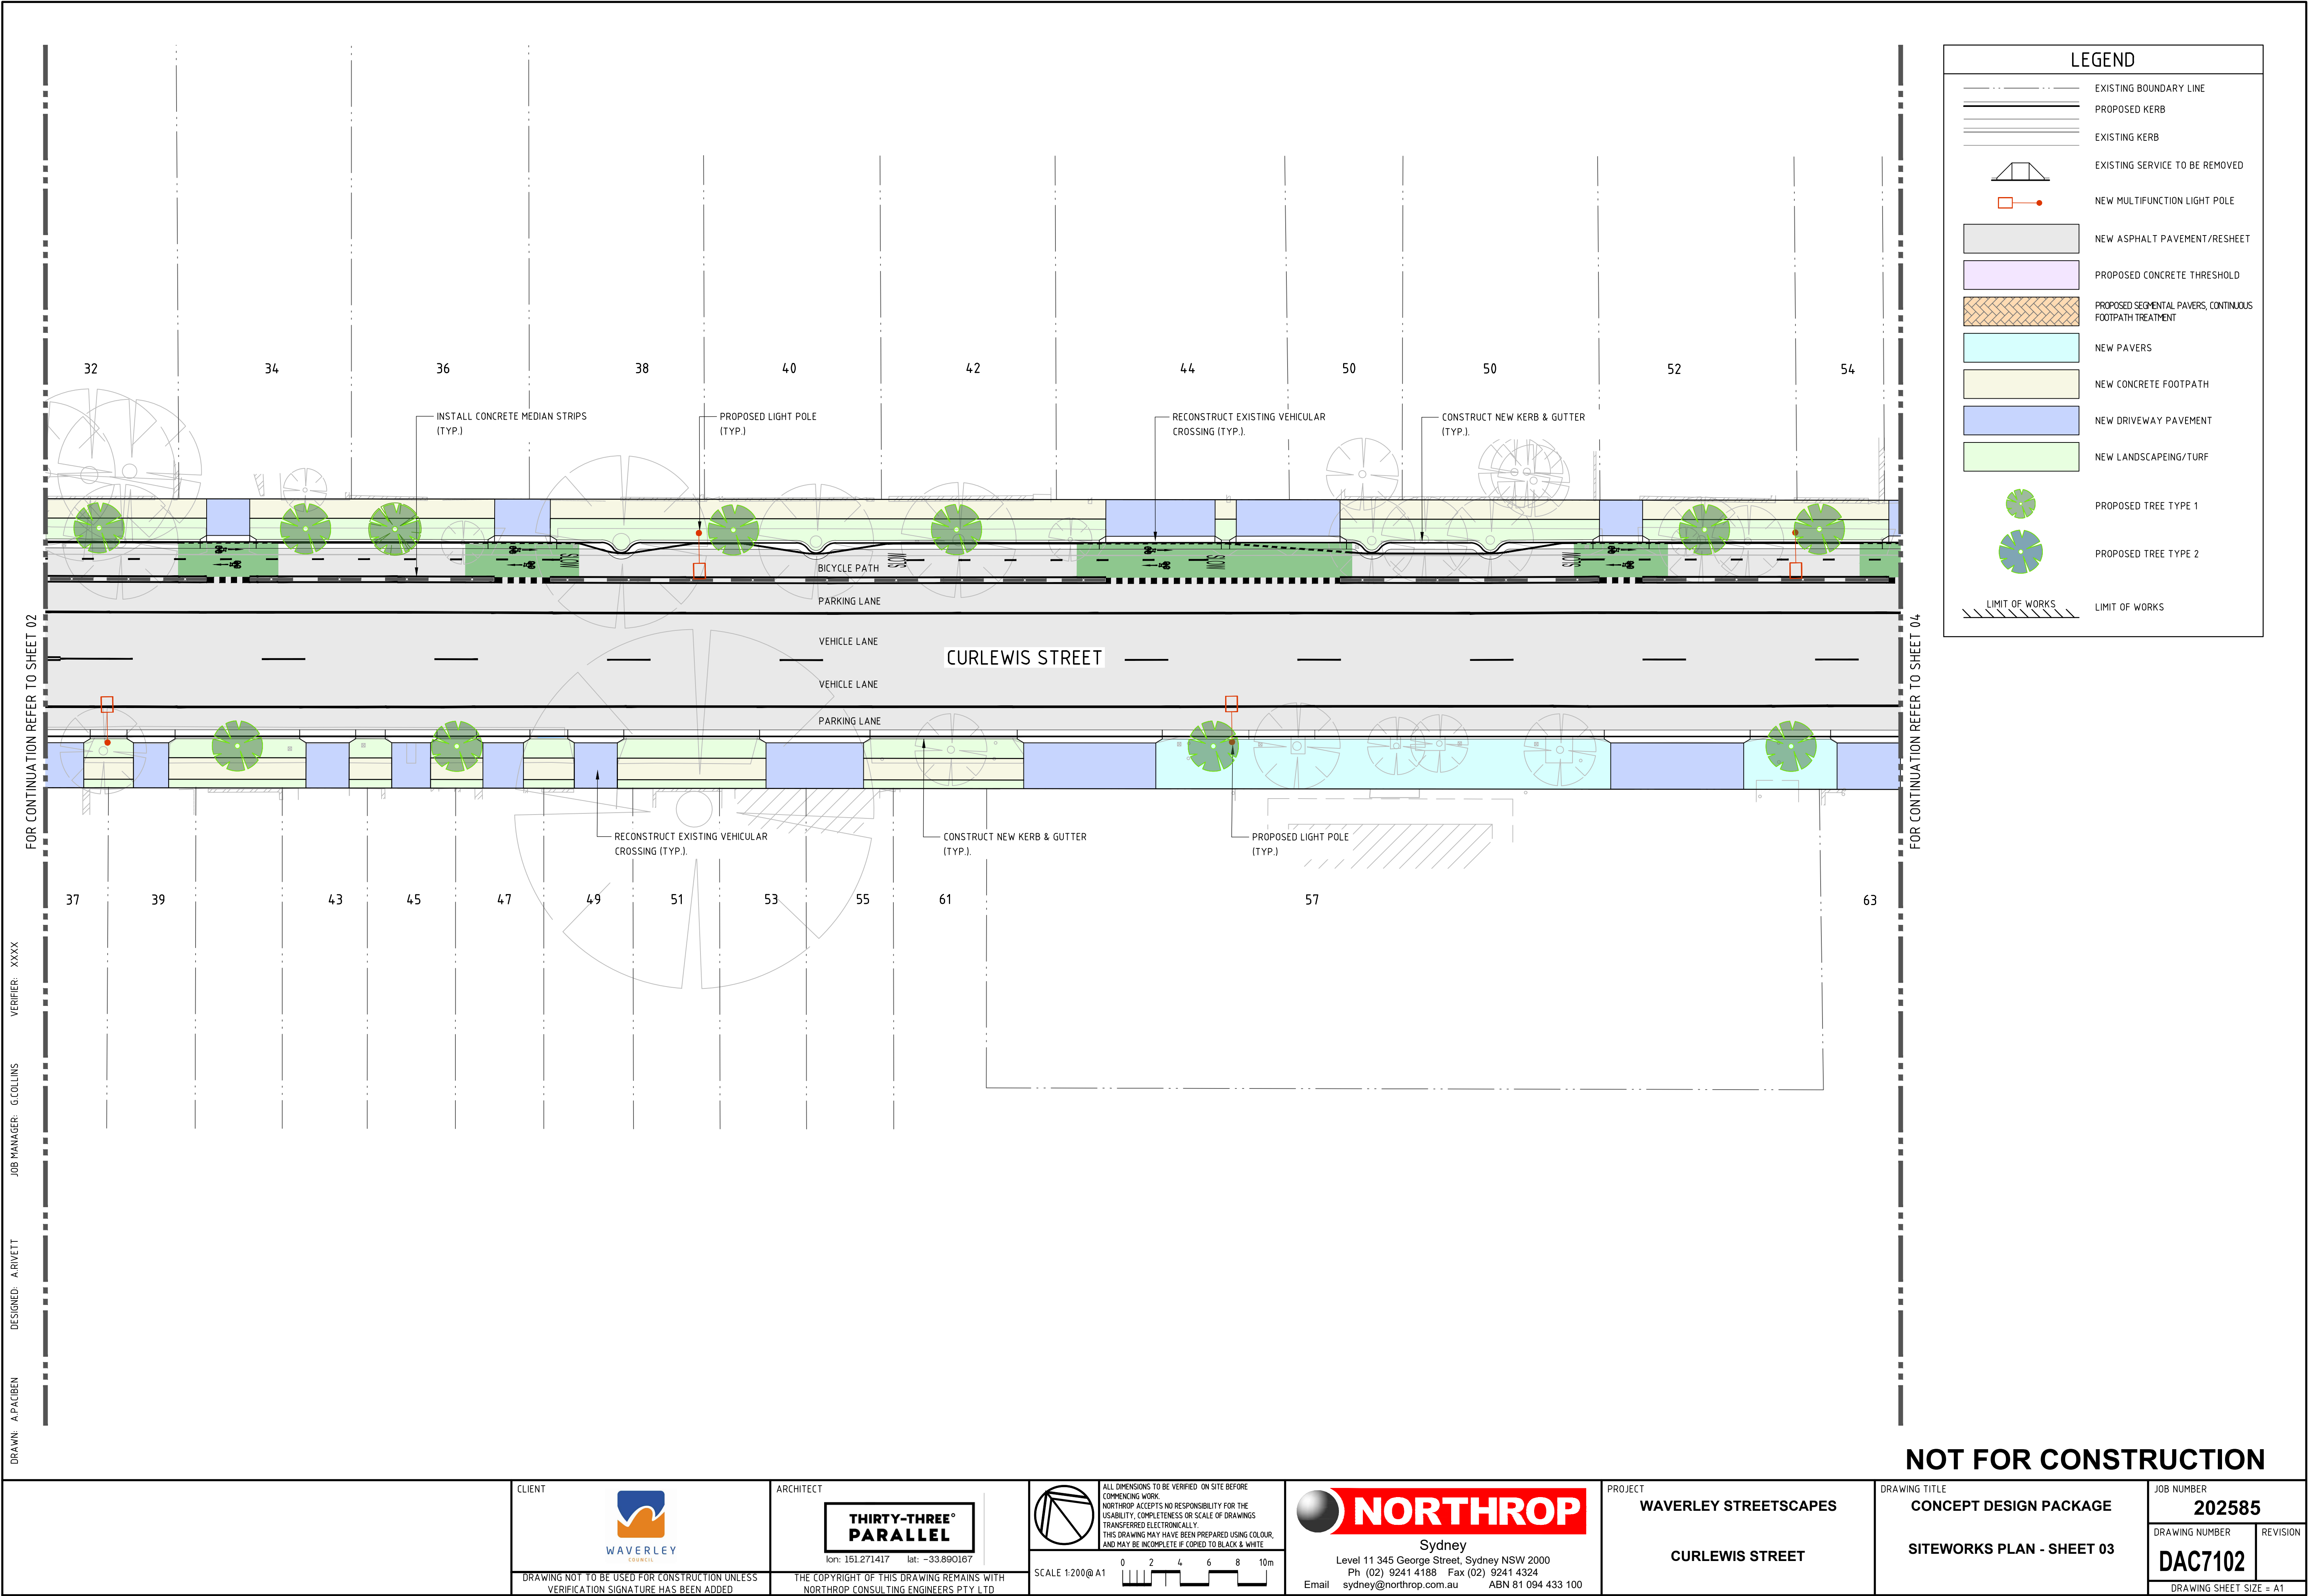 LEGEND
EXISTING BOUNDARY LINE
PROPOSED KERB
EXISTING KERB
EXISTING SERVICE TO BE REMOVED
NEW MULTIFUNCTION LIGHT POLE
NEW ASPHALT PAVEMENT/RESHEET
PROPOSED CONCRETE THRESHOLD
PROPOSED SEGMENTAL PAVERS, CONTINUOUS
FOOTPATH TREATMENT
NEW PAVERS
NEW CONCRETE FOOTPATH
NEW DRIVEWAY PAVEMENT
NEW LANDSCAPEING/TURF
PROPOSED TREE TYPE 1
PROPOSED TREE TYPE 2
LIMIT OF WORKS
LIMIT OF WORKS
32 34 36 38 40 42 44 50 50 52 54
INSTALL CONCRETE MEDIAN STRIPS
(TYP.)
PROPOSED LIGHT POLE
(TYP.)
RECONSTRUCT EXISTING VEHICULAR
CROSSING (TYP.).
CONSTRUCT NEW KERB & GUTTER
(TYP.).
SLOW
SLOW
SLOW
SLOW
BICYCLE PATH
PARKING LANE
VEHICLE LANE
CURLEWIS STREET
VEHICLE LANE
PARKING LANE
FOR CONTINUATION REFER TO SHEET 02
FOR CONTINUATION REFER TO SHEET 04
RECONSTRUCT EXISTING VEHICULAR
CROSSING (TYP.).
CONSTRUCT NEW KERB & GUTTER
(TYP.).
PROPOSED LIGHT POLE
(TYP.)
37 39 43 45 47 49 51 53 55 61 57 63
DRAWN: A.PACIBEN DESIGNED: A.RIVETT JOB MANAGER: G.COLLINS VERIFIER: XXXX
NOT FOR CONSTRUCTION
CLIENT
WAVERLEY
COUNCIL
DRAWING NOT TO BE USED FOR CONSTRUCTION UNLESS
VERIFICATION SIGNATURE HAS BEEN ADDED
ARCHITECT
THIRTY-THREE°
PARALLEL
lon: 151.271417 lat: -33.890167
THE COPYRIGHT OF THIS DRAWING REMAINS WITH
NORTHROP CONSULTING ENGINEERS PTY LTD
ALL DIMENSIONS TO BE VERIFIED ON SITE BEFORE
COMMENCING WORK.
NORTHROP ACCEPTS NO RESPONSIBILITY FOR THE
USABILITY, COMPLETENESS OR SCALE OF DRAWINGS
TRANSFERRED ELECTRONICALLY.
THIS DRAWING MAY HAVE BEEN PREPARED USING COLOUR,
AND MAY BE INCOMPLETE IF COPIED TO BLACK & WHITE
SCALE 1:200@A1
0 2 4 6 8 10m
NORTHROP
Sydney
Level 11 345 George Street, Sydney NSW 2000
Ph (02) 9241 4188 Fax (02) 9241 4324
Email sydney@northrop.com.au ABN 81 094 433 100
PROJECT
WAVERLEY STREETSCAPES
CURLEWIS STREET
DRAWING TITLE
CONCEPT DESIGN PACKAGE
SITEWORKS PLAN - SHEET 03
JOB NUMBER
202585
DRAWING NUMBER
DAC7102
REVISION
DRAWING SHEET SIZE = A1